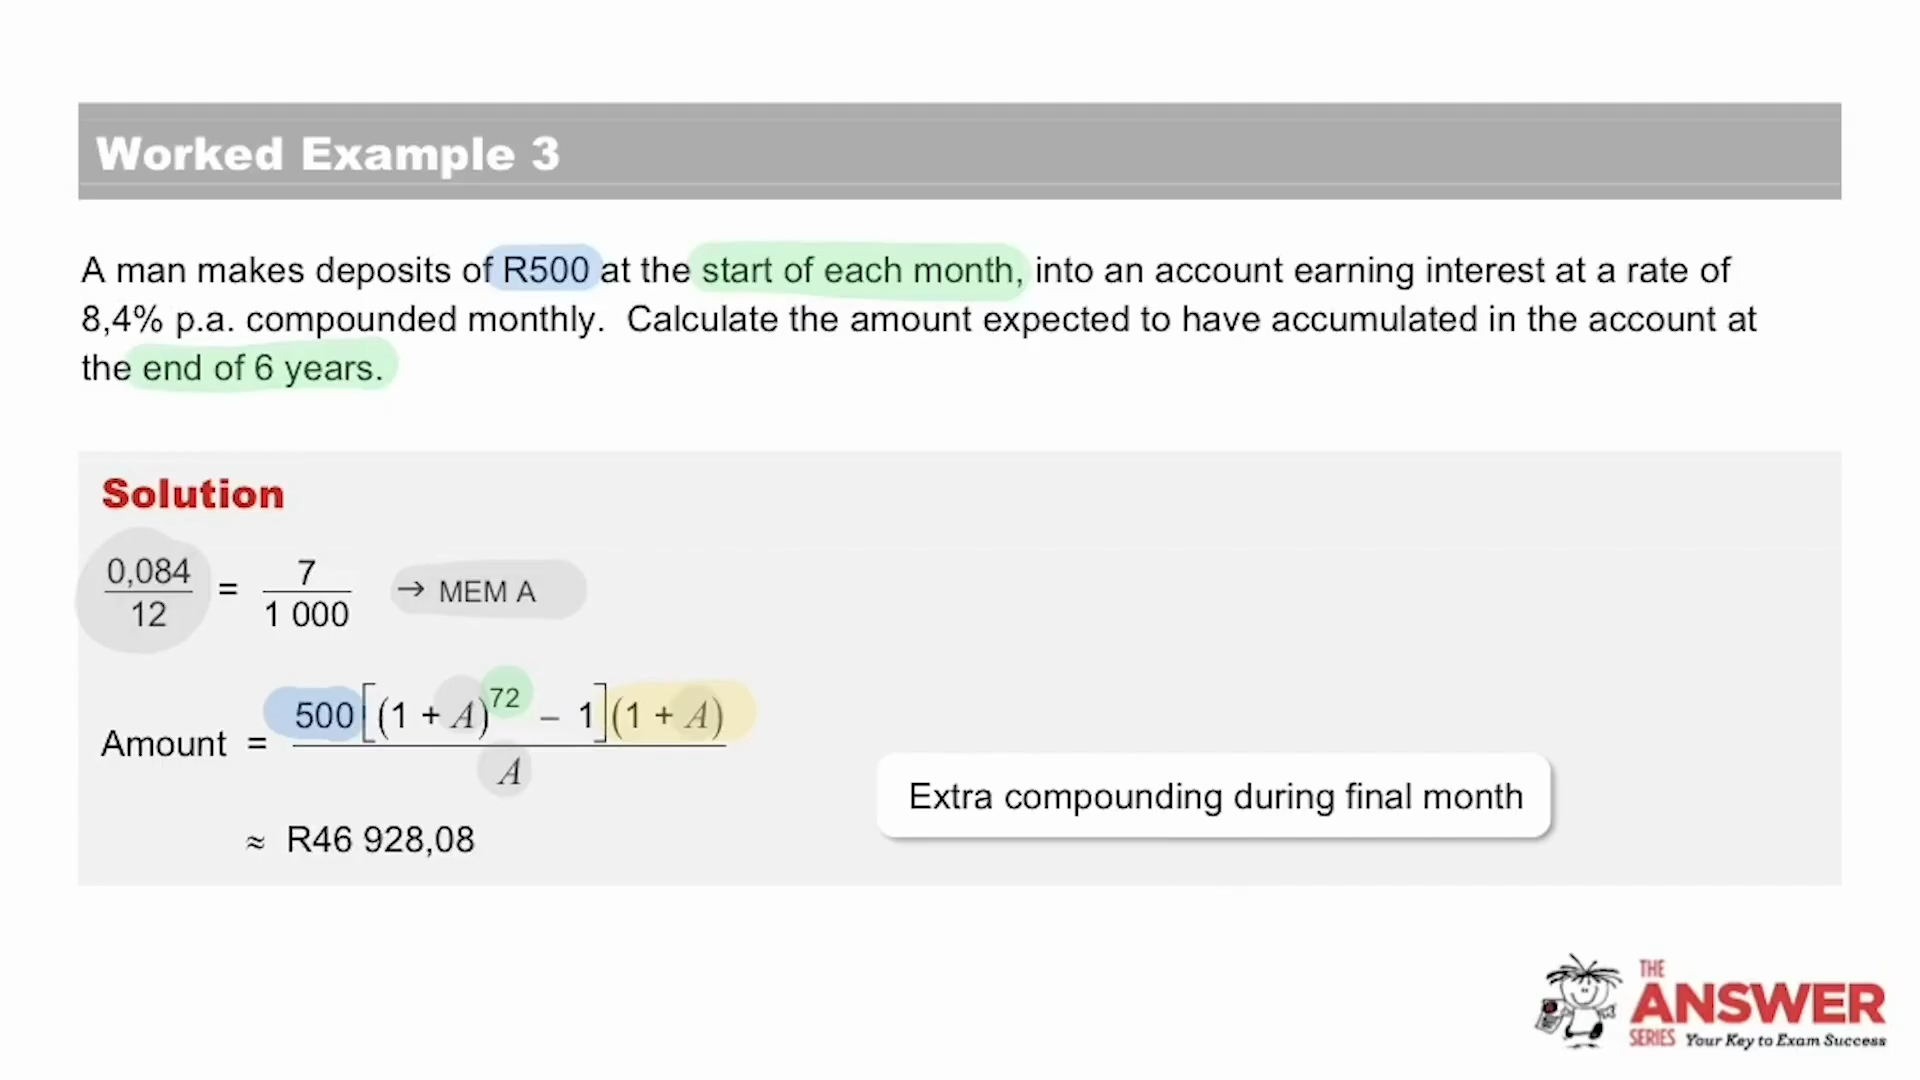 Worked Example 3
A man makes deposits of R500 at the start of each month, into an account earning interest at a rate of
8,4% p.a. compounded monthly. Calculate the amount expected to have accumulated in the account at
the end of 6 years.
Solution
0,084/12 = 7/1 000 → MEM A
Amount = 500[(1 + A)^72 – 1](1 + A)/A
Extra compounding during final month
≈ R46 928,08
THE
ANSWER
SERIES Your Key to Exam Success